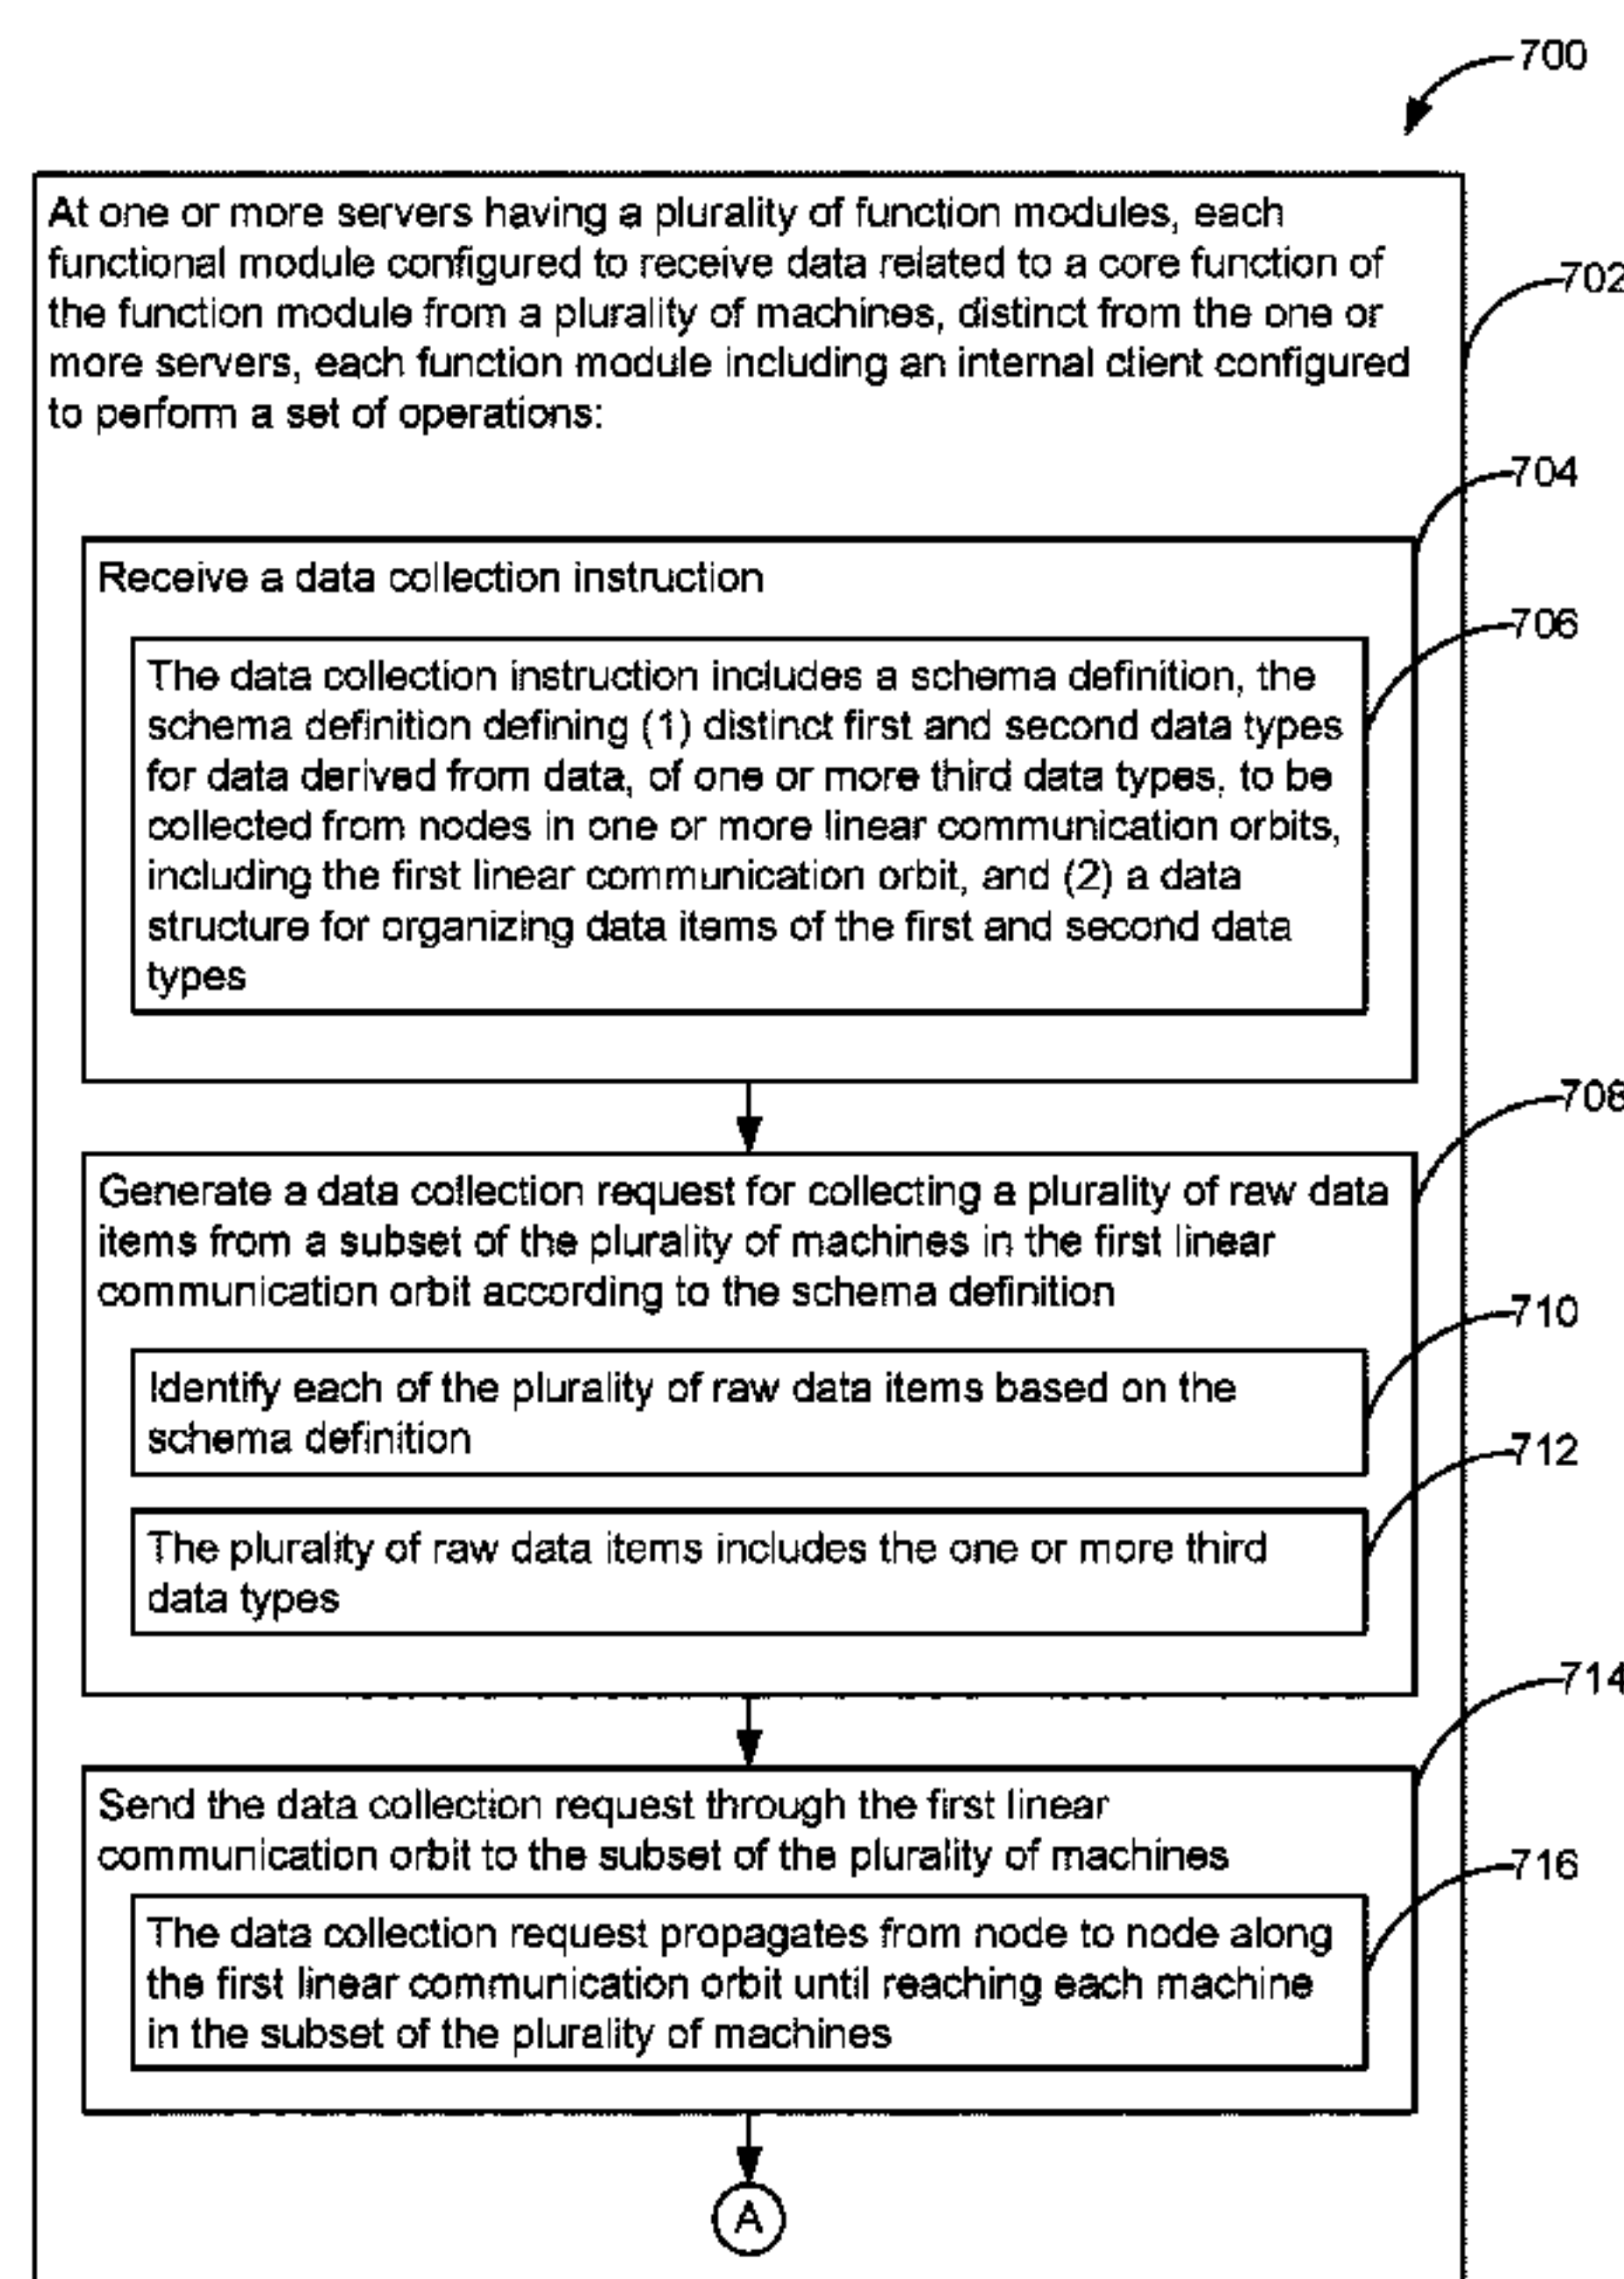 700
At one or more servers having a plurality of function modules, each
functional module configured to receive data related to a core function of
the function module from a plurality of machines, distinct from the one or
more servers, each function module including an internal client configured
to perform a set of operations:
702
704
Receive a data collection instruction
706
The data collection instruction includes a schema definition, the
schema definition defining (1) distinct first and second data types
for data derived from data, of one or more third data types, to be
collected from nodes in one or more linear communication orbits,
including the first linear communication orbit, and (2) a data
structure for organizing data items of the first and second data
types
708
Generate a data collection request for collecting a plurality of raw data
items from a subset of the plurality of machines in the first linear
communication orbit according to the schema definition
710
Identify each of the plurality of raw data items based on the
schema definition
712
The plurality of raw data items includes the one or more third
data types
714
Send the data collection request through the first linear
communication orbit to the subset of the plurality of machines
716
The data collection request propagates from node to node along
the first linear communication orbit until reaching each machine
in the subset of the plurality of machines
A